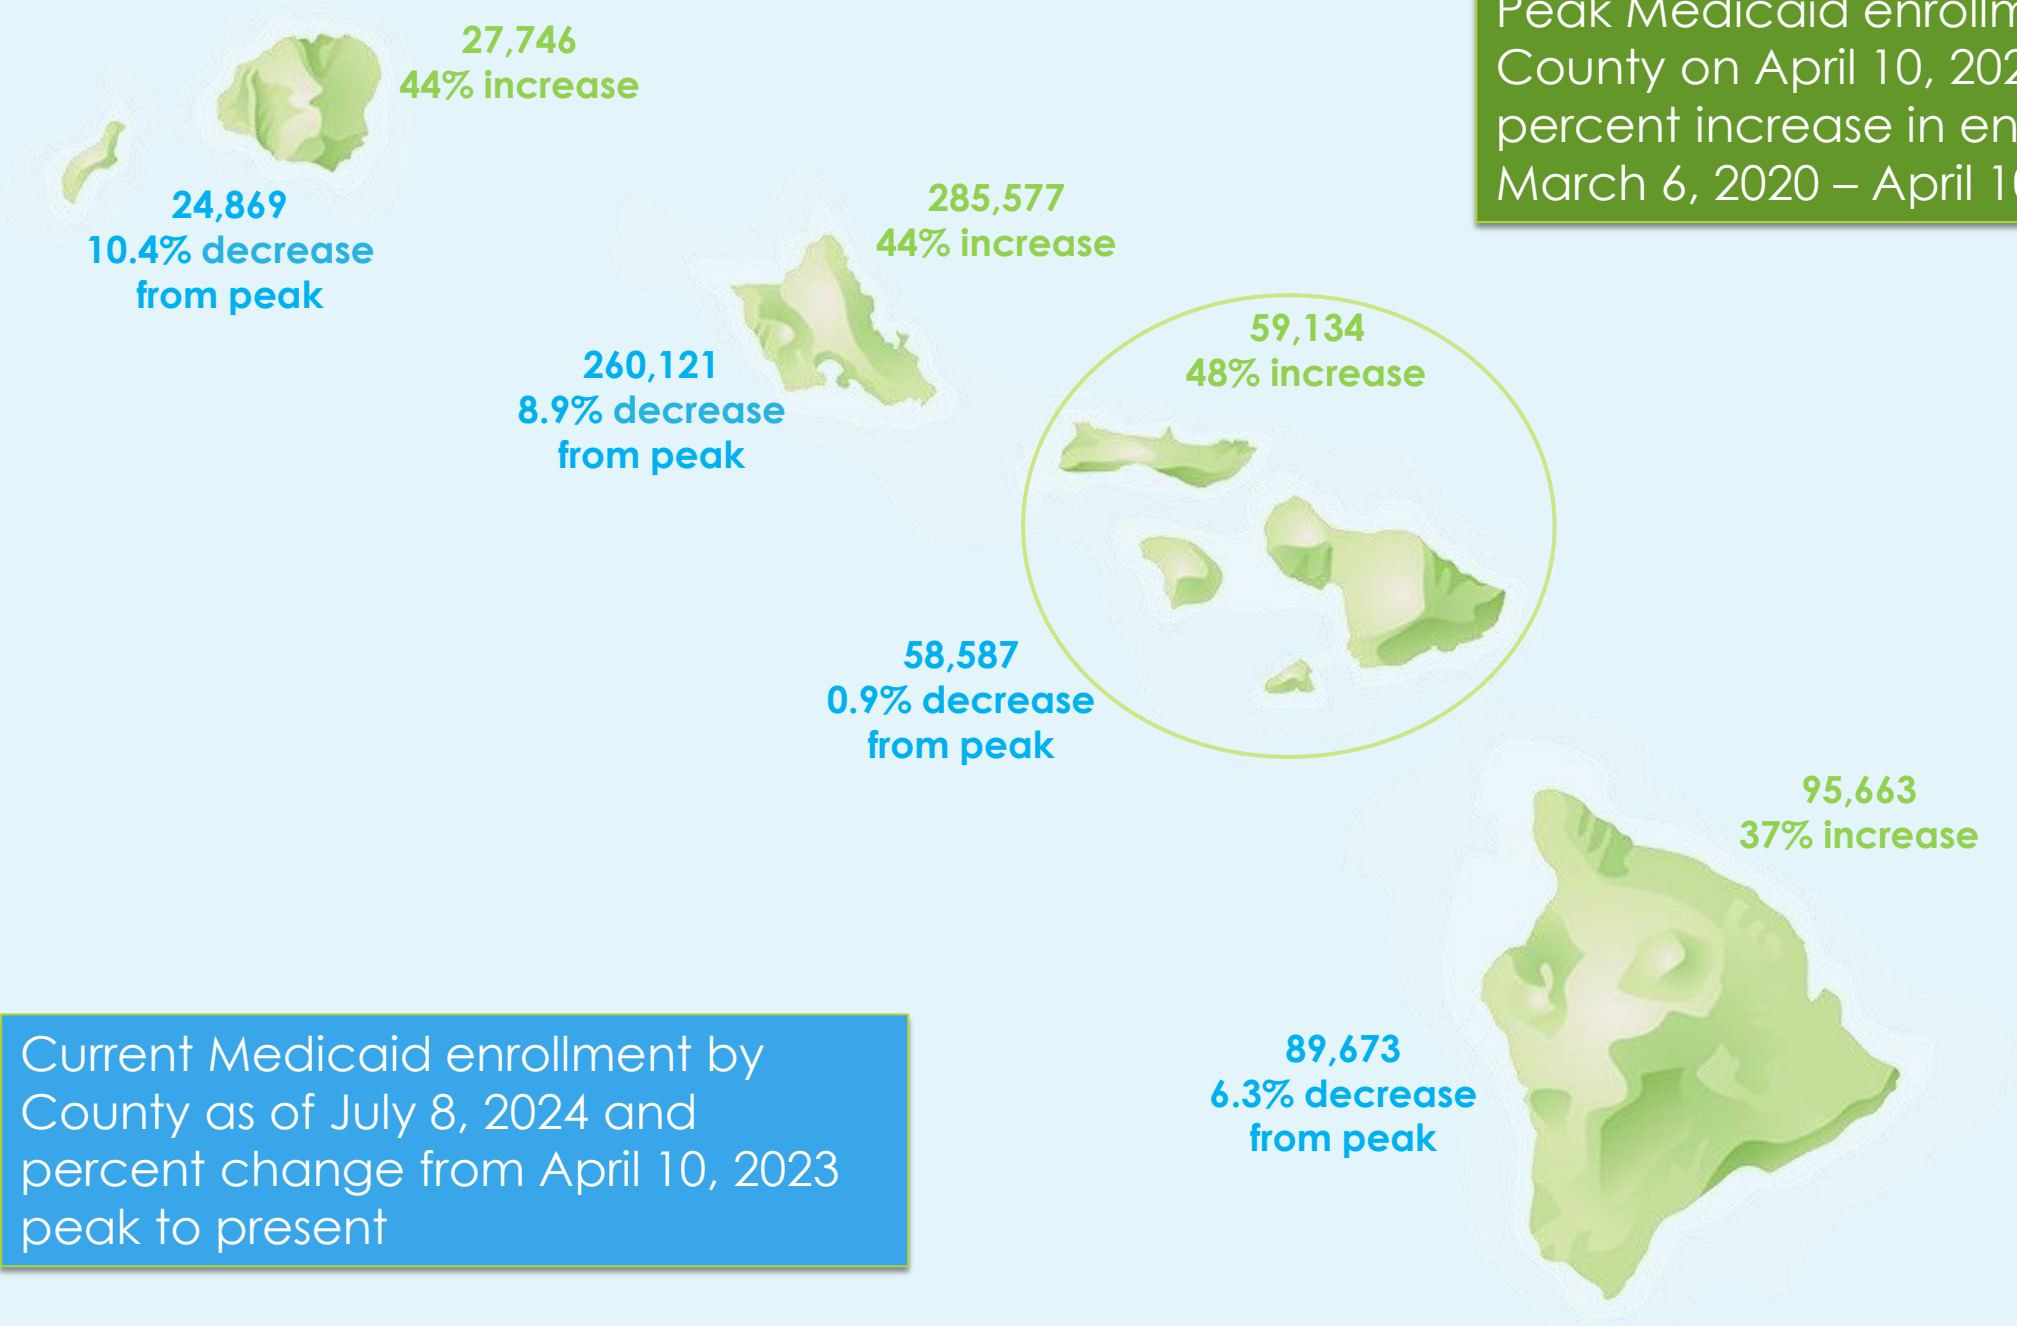 Peak Medicaid
County on April 10,
percent increase in
March 6, 2020 – April
27,746
44% increase
24,869
10.4% decrease
from peak
285,577
44% increase
260,121
8.9% decrease
from peak
59,134
48% increase
58,587
0.9% decrease
from peak
95,663
37% increase
89,673
6.3% decrease
from peak
Current Medicaid enrollment by
County as of July 8, 2024 and
percent change from April 10, 2023
peak to present